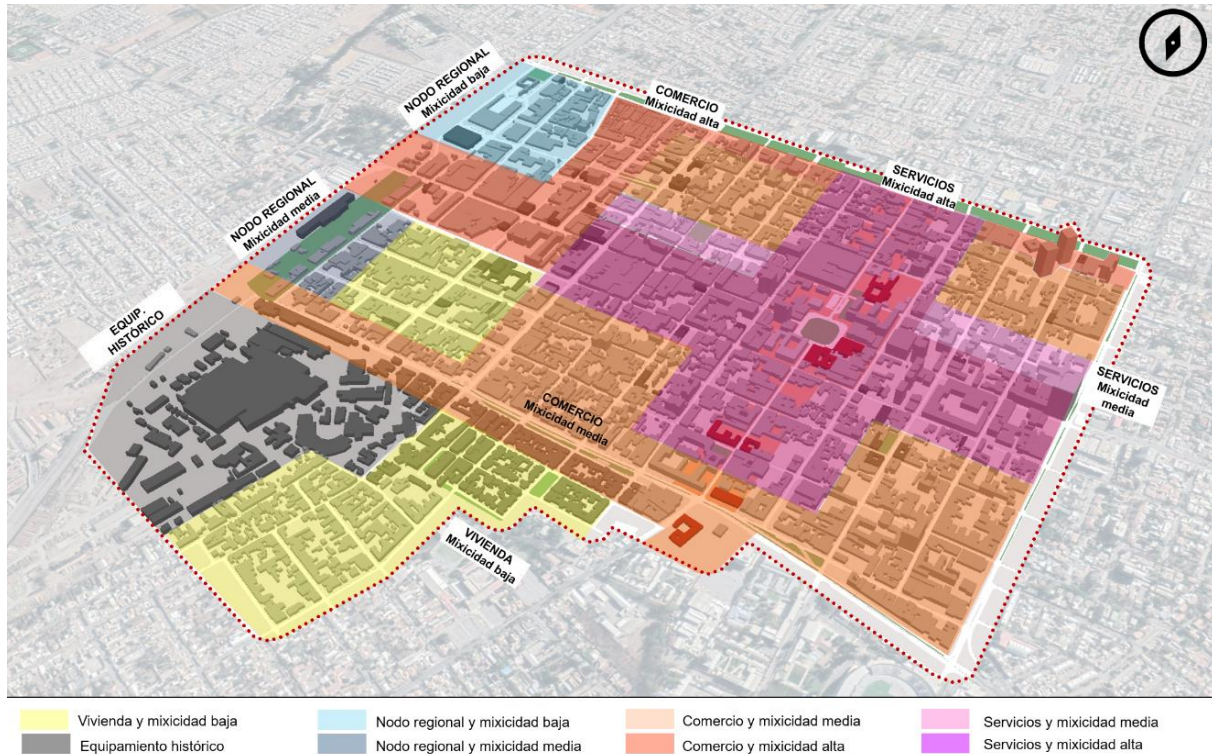 NODO REGIONAL
Mixicidad baja
COMERCIO
Mixicidad alta
SERVICIOS
Mixicidad alta
NODO REGIONAL
Mixicidad media
EQUIP.
HISTÓRICO
SERVICIOS
Mixicidad
media
COMERCIO
Mixicidad media
VIVIENDA
Mixicidad baja
Vivienda y mixicidad baja
Nodo regional y mixicidad baja
Comercio y mixicidad media
Servicios y mixicidad media
Equipamiento histórico
Nodo regional y mixicidad media
Comercio y mixicidad alta
Servicios y mixicidad alta